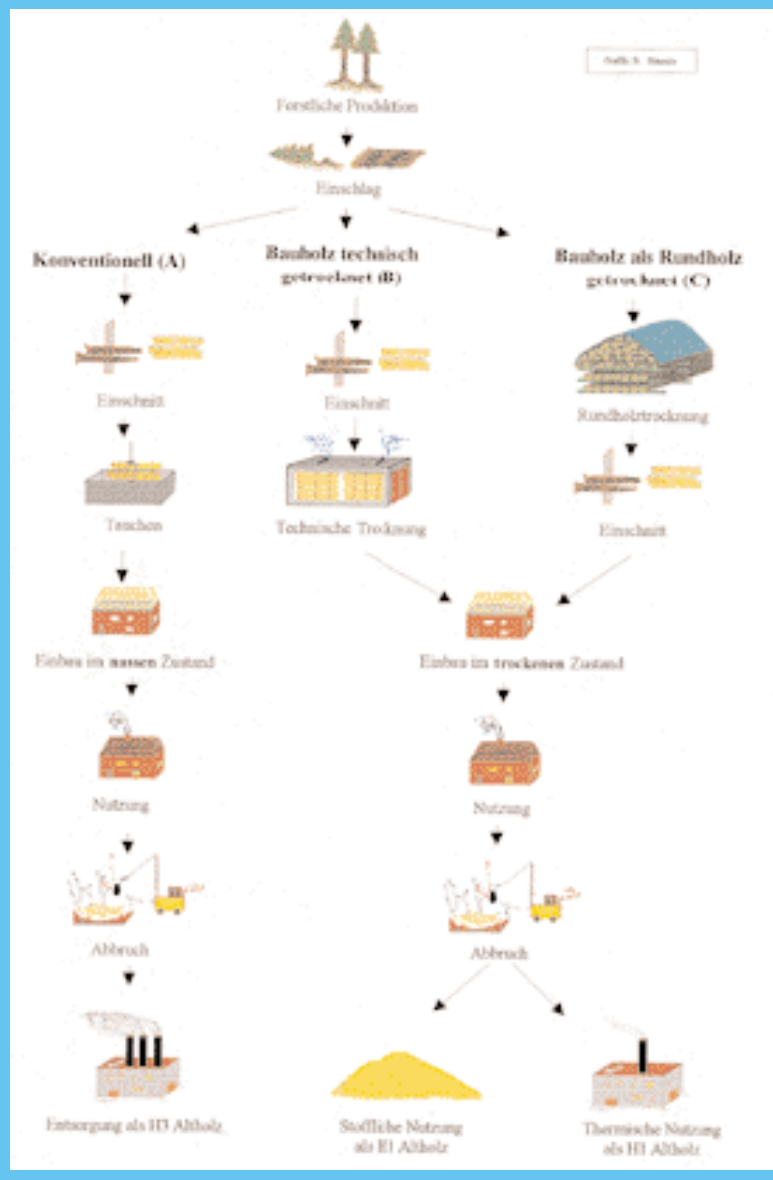 Forstliche Produktion
Einschlag
Konventionell (A)
Bauholz technisch
getrocknet (B)
Bauholz als Rundholz
getrocknet (C)
Einschnitt
Einschnitt
Rundholztrocknung
Tauchen
Technische Trocknung
Einschnitt
Einbau im nassen Zustand
Einbau im trockenen Zustand
Nutzung
Nutzung
Abbruch
Abbruch
Entsorgung als H3 Altholz
Stoffliche Nutzung
als E1 Altholz
Thermische Nutzung
als H1 Altholz